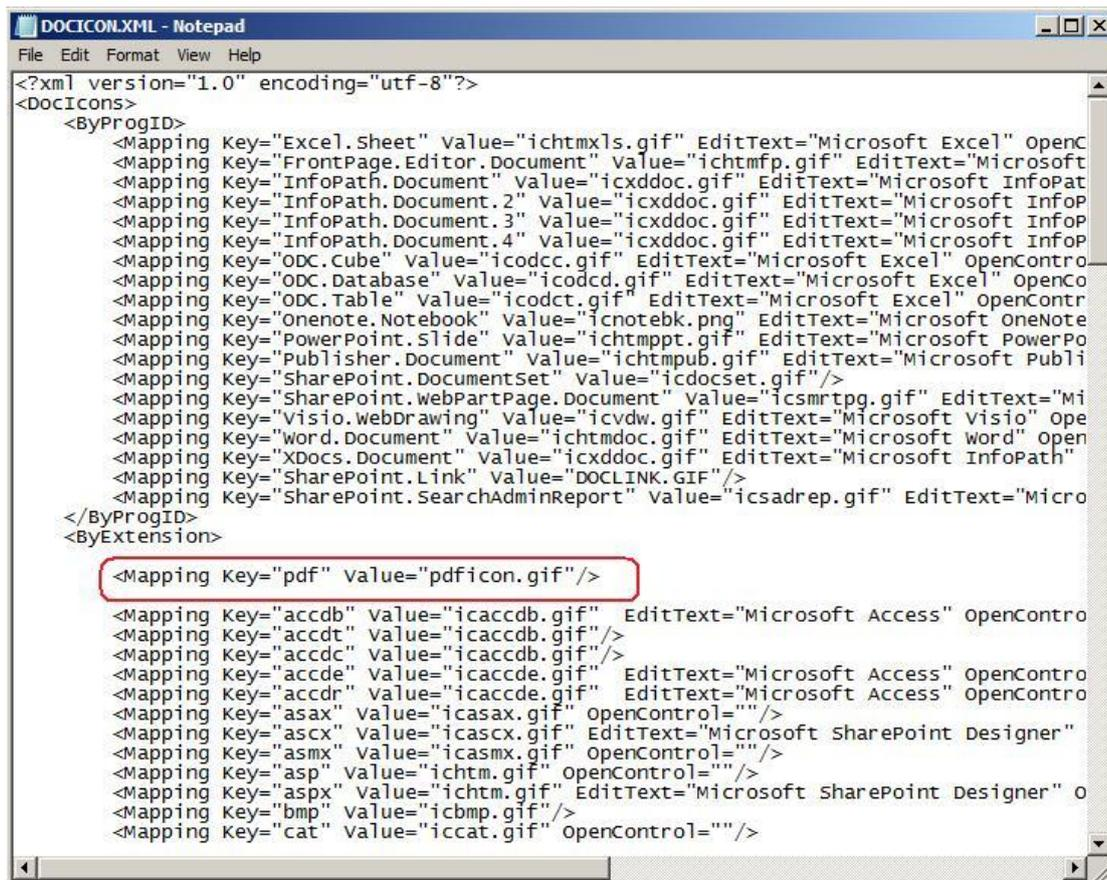 DOCICON.XML - Notepad
File Edit Format View Help
<?xml version="1.0" encoding="utf-8"?>
<DocIcons>
<ByProgID>
<Mapping Key="Excel.Sheet" Value="ichtmxls.gif" EditText="Microsoft Excel" OpenC
<Mapping Key="FrontPage.Editor.Document" Value="ichtmfp.gif" EditText="Microsoft
<Mapping Key="InfoPath.Document" Value="icxddoc.gif" EditText="Microsoft InfoPat
<Mapping Key="InfoPath.Document.2" Value="icxddoc.gif" EditText="Microsoft InfoP
<Mapping Key="InfoPath.Document.3" Value="icxddoc.gif" EditText="Microsoft InfoP
<Mapping Key="InfoPath.Document.4" Value="icxddoc.gif" EditText="Microsoft InfoP
<Mapping Key="ODC.Cube" Value="icodcc.gif" EditText="Microsoft Excel" OpenContro
<Mapping Key="ODC.Database" Value="icodcd.gif" EditText="Microsoft Excel" OpenCo
<Mapping Key="ODC.Table" Value="icodct.gif" EditText="Microsoft Excel" OpenContr
<Mapping Key="Onenote.Notebook" Value="icnotebk.png" EditText="Microsoft OneNote
<Mapping Key="PowerPoint.Slide" Value="ichtmppt.gif" EditText="Microsoft PowerPo
<Mapping Key="Publisher.Document" Value="ichtmpub.gif" EditText="Microsoft Publi
<Mapping Key="SharePoint.DocumentSet" Value="icdocset.gif"/>
<Mapping Key="SharePoint.WebPartPage.Document" Value="icsmrtpg.gif" EditText="Mi
<Mapping Key="Visio.WebDrawing" Value="icvdw.gif" EditText="Microsoft Visio" Ope
<Mapping Key="Word.Document" Value="ichtmdoc.gif" EditText="Microsoft Word" Open
<Mapping Key="XDocs.Document" Value="icxddoc.gif" EditText="Microsoft InfoPath"
<Mapping Key="SharePoint.Link" Value="DOCLINK.GIF"/>
<Mapping Key="SharePoint.SearchAdminReport" Value="icsadrep.gif" EditText="Micro
</ByProgID>
<ByExtension>
<Mapping Key="pdf" Value="pdficon.gif"/>
<Mapping Key="accdb" Value="icaccdb.gif" EditText="Microsoft Access" OpenContro
<Mapping Key="accdt" Value="icaccdb.gif"/>
<Mapping Key="accdc" Value="icaccdb.gif"/>
<Mapping Key="accde" Value="icaccde.gif" EditText="Microsoft Access" OpenContro
<Mapping Key="accdr" Value="icaccde.gif" EditText="Microsoft Access" OpenContro
<Mapping Key="asax" Value="icasax.gif" OpenControl=""/>
<Mapping Key="ascx" Value="icascx.gif" EditText="Microsoft SharePoint Designer"
<Mapping Key="asmx" Value="icasmx.gif" OpenControl=""/>
<Mapping Key="asp" Value="ichtm.gif" OpenControl=""/>
<Mapping Key="aspx" Value="ichtm.gif" EditText="Microsoft SharePoint Designer" O
<Mapping Key="bmp" Value="icbmp.gif"/>
<Mapping Key="cat" Value="iccat.gif" OpenControl=""/>